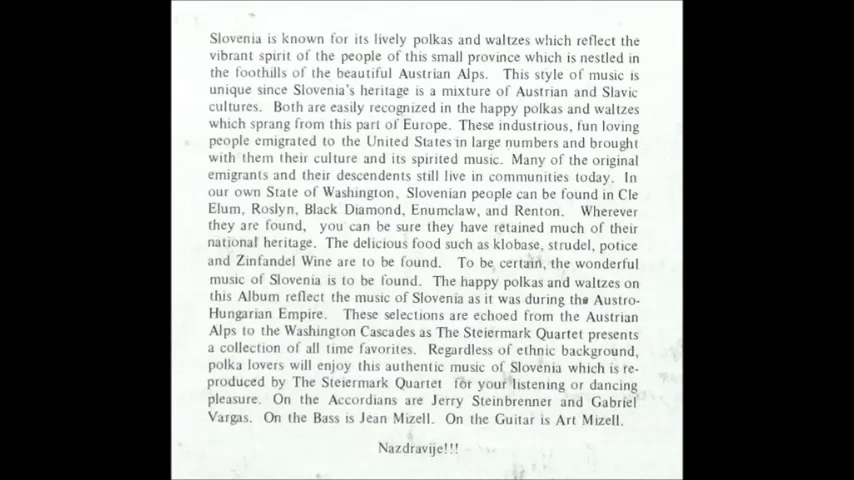 Slovenia is known for its lively polkas and waltzes which reflect the
vibrant spirit of the people of this small province which is nestled in
the foothills of the beautiful Austrian Alps. This style of music is
unique since Slovenia's heritage is a mixture of Austrian and Slavic
cultures. Both are easily recognized in the happy polkas and waltzes
which sprang from this part of Europe. These industrious, fun loving
people emigrated to the United States in large numbers and brought
with them their culture and its spirited music. Many of the original
emigrants and their descendents still live in communities today. In
our own State of Washington, Slovenian people can be found in Cle
Elum, Roslyn, Black Diamond, Enumclaw, and Renton. Wherever
they are found, you can be sure they have retained much of their
national heritage. The delicious food such as klobase, strudel, potice
and Zinfandel Wine are to be found. To be certain, the wonderful
music of Slovenia is to be found. The happy polkas and waltzes on
this Album reflect the music of Slovenia as it was during the Austro-
Hungarian Empire. These selections are echoed from the Austrian
Alps to the Washington Cascades as The Steiermark Quartet presents
a collection of all time favorites. Regardless of ethnic background,
polka lovers will enjoy this authentic music of Slovenia which is re-
produced by The Steiermark Quartet for your listening or dancing
pleasure. On the Accordians are Jerry Steinbrenner and Gabriel
Vargas. On the Bass is Jean Mizell. On the Guitar is Art Mizell.
Nazdravije!!!